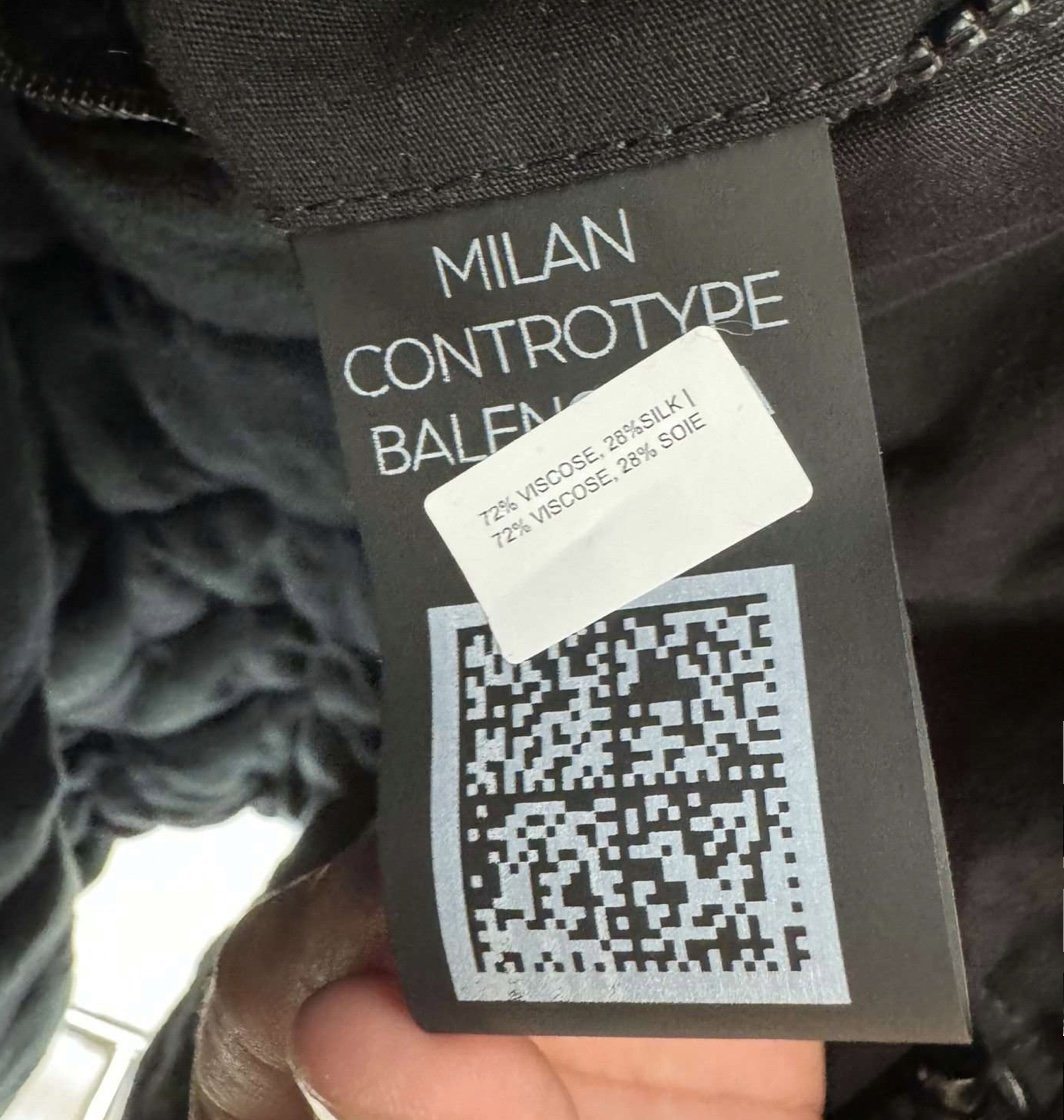 MILAN
CONTROTYPE
72% VISCOSE, 28%SILK |
72% VISCOSE, 28% SOIE